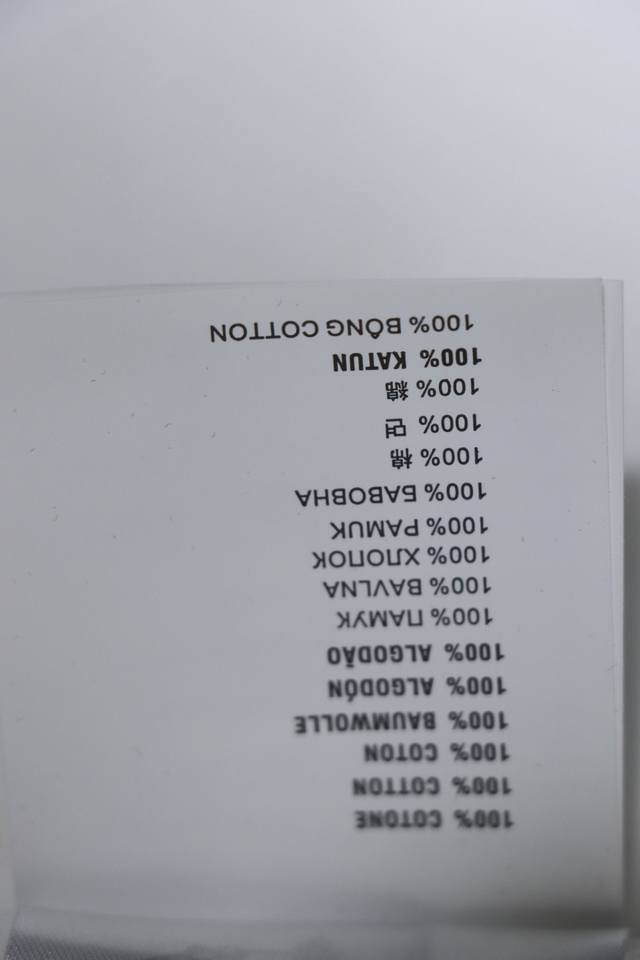 100% COTONE
100% COTTON
100% COTON
100% BAUMWOLLE
100% ALGODÓN
100% ALGODÃO
100% ПАМУК
100% BAVLNA
100% ХЛОПОК
100% PAMUK
100% БАВОВНА
100% 棉
100% 면
100% 綿
100% KATUN
100% BÔNG COTTON